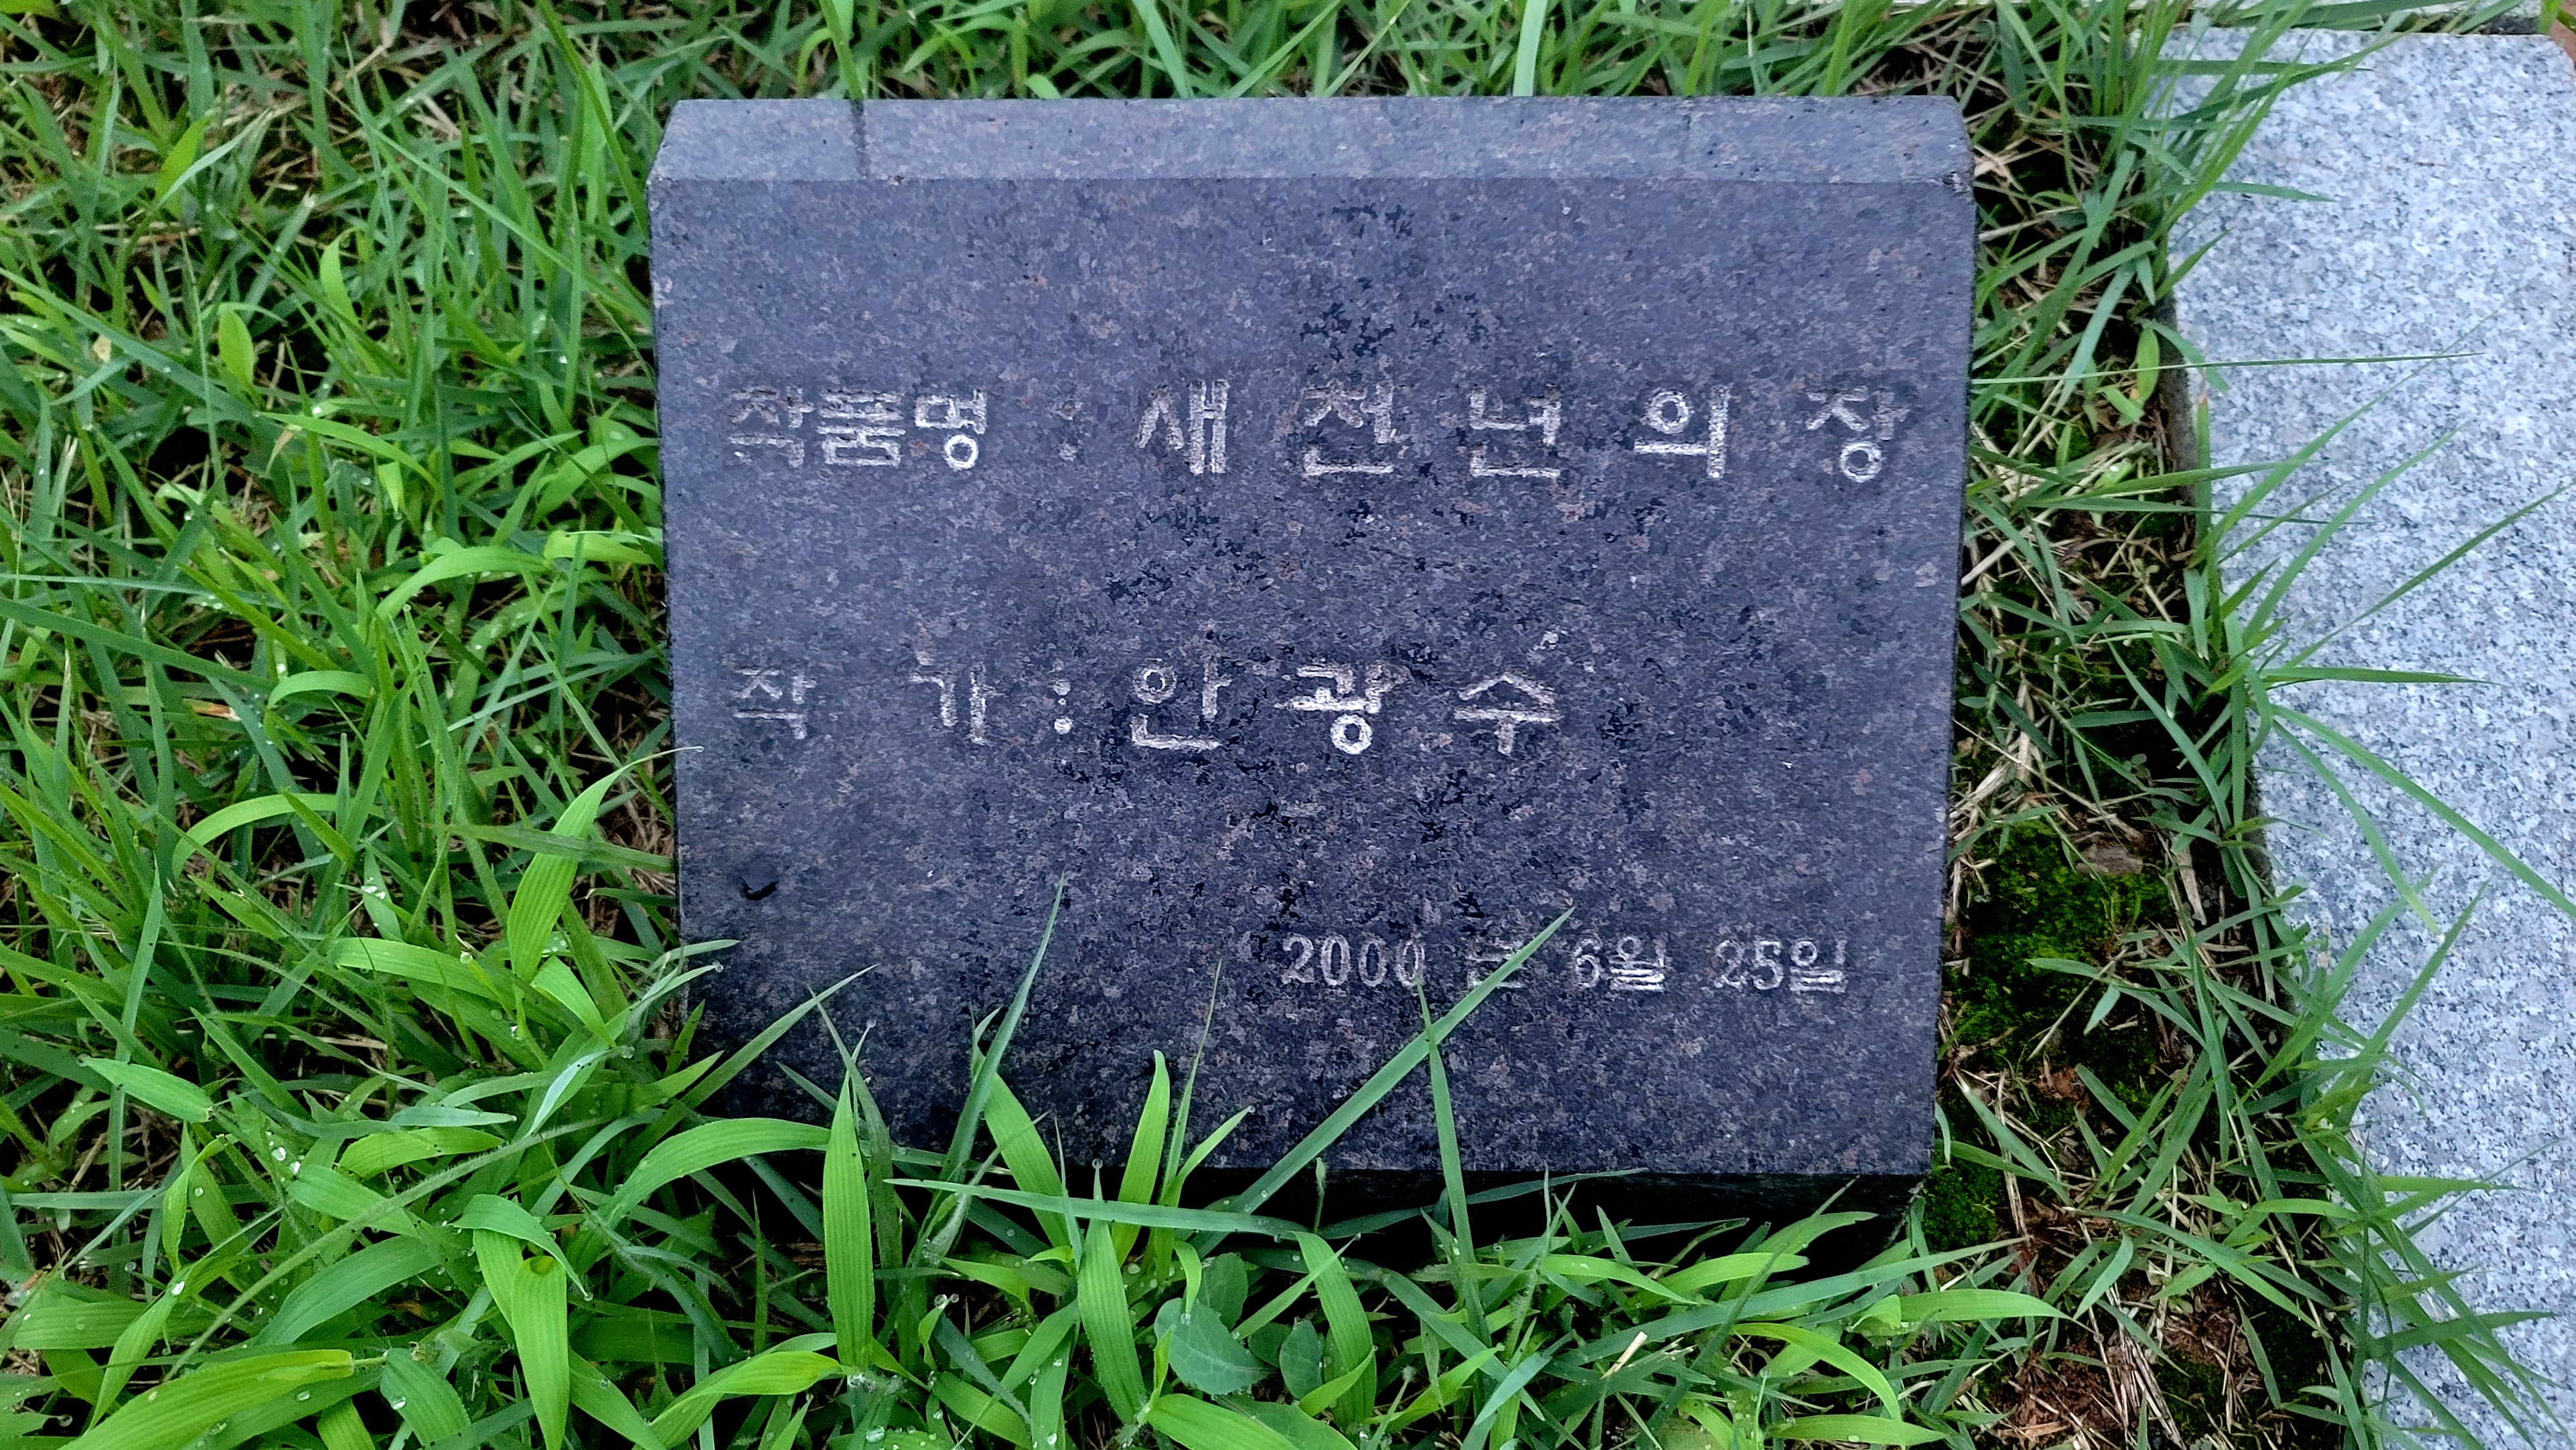 작품명 : 새 천 년 의 장
작 가 : 안 광 수
2000 년 6월 25일